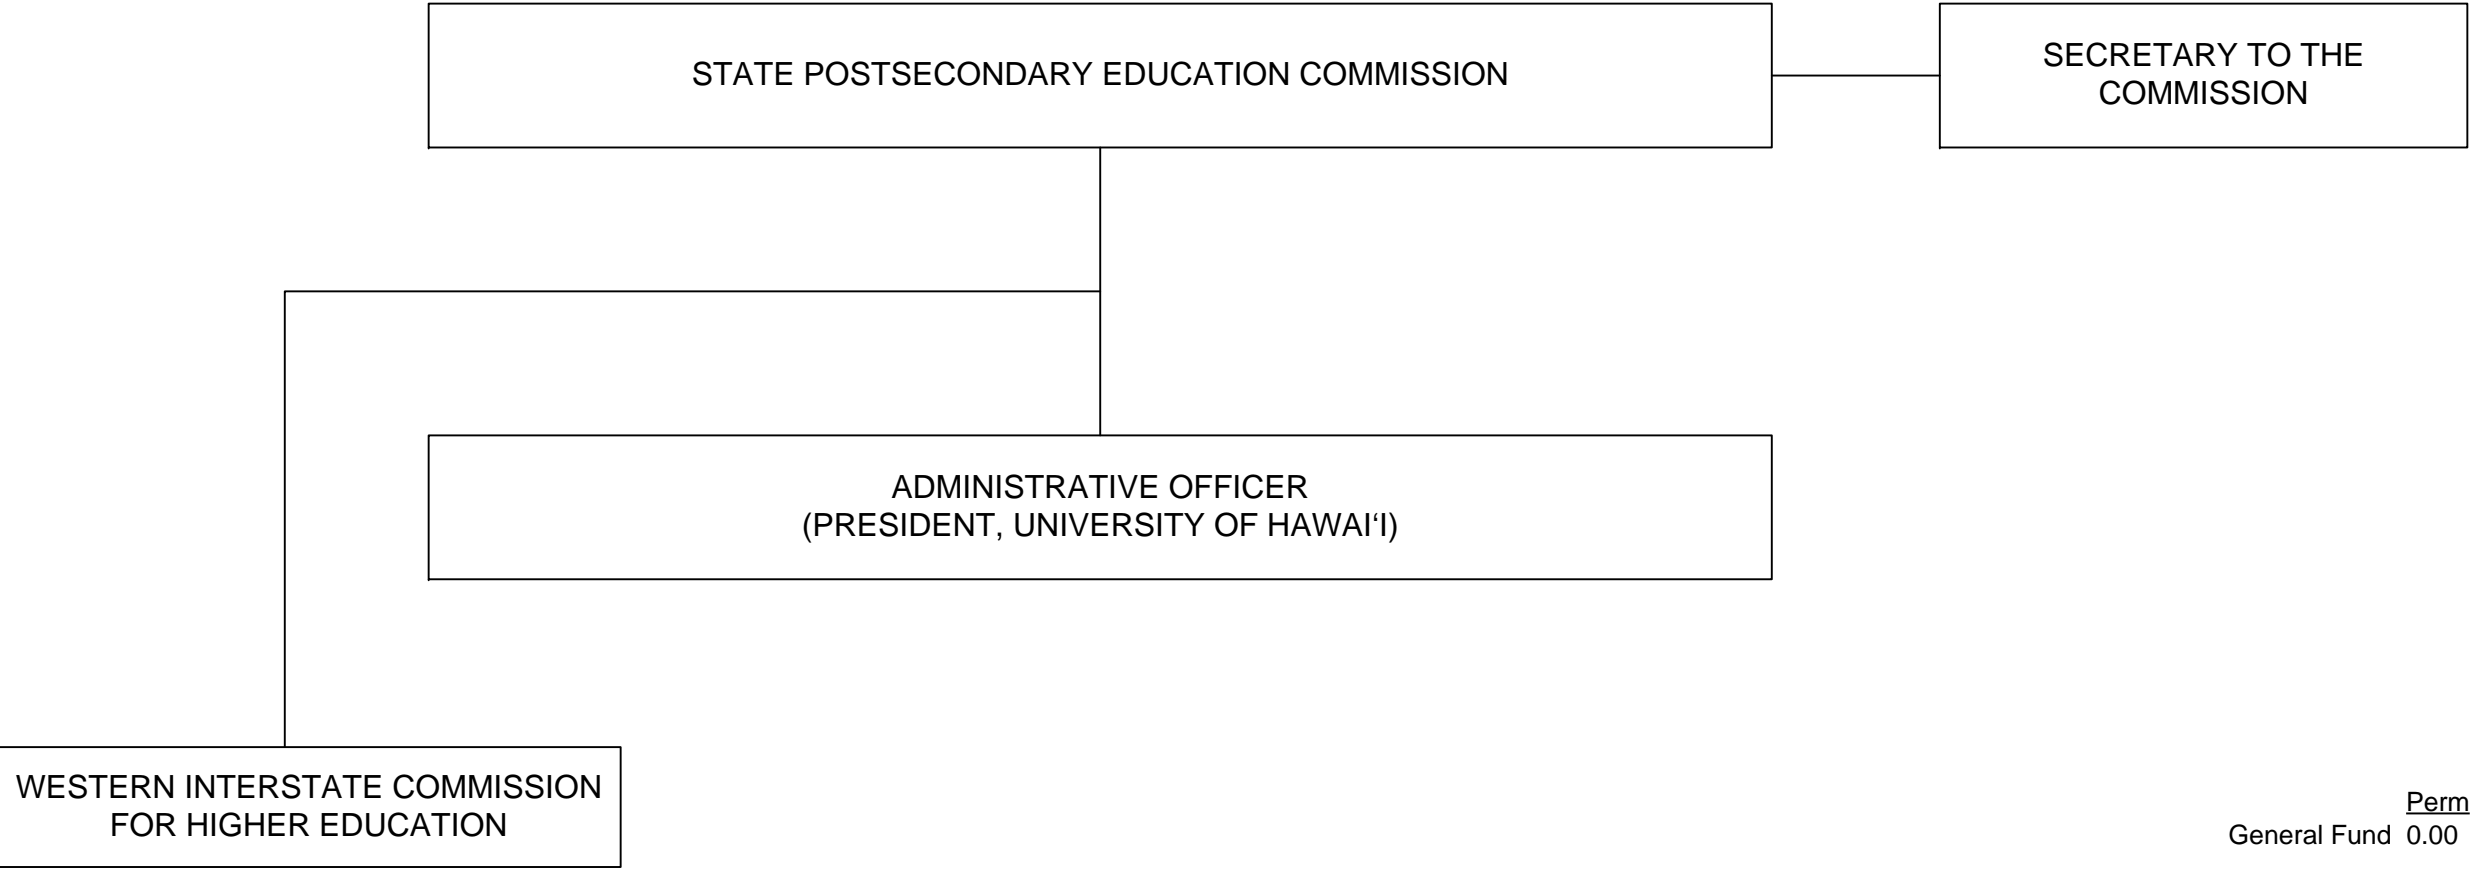 STATE POSTSECONDARY EDUCATION COMMISSION
SECRETARY TO THE
COMMISSION
ADMINISTRATIVE OFFICER
(PRESIDENT, UNIVERSITY OF HAWAI‘I)
WESTERN INTERSTATE COMMISSION
FOR HIGHER EDUCATION
Perm
General Fund 0.00